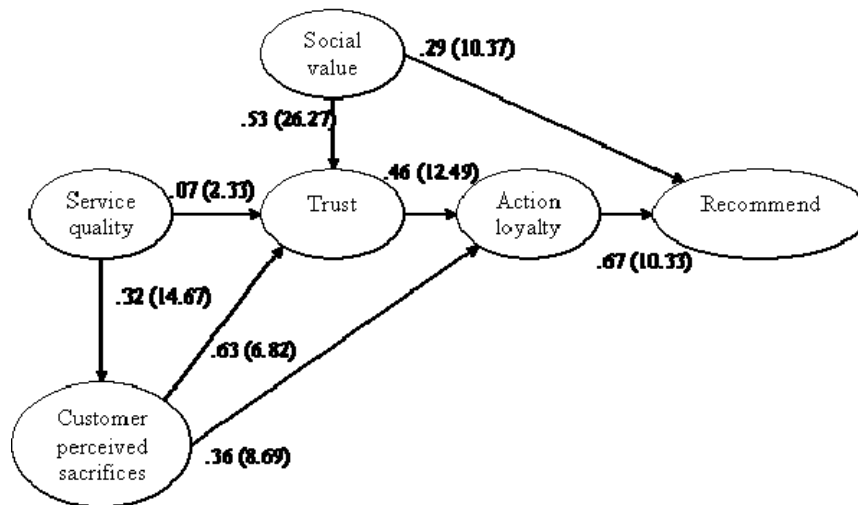 Social
value
.29 (10.37)
.53 (26.27)
.07 (2.33)
.46 (12.49)
Service
quality
Trust
Action
loyalty
Recommend
.67 (10.33)
.32 (14.67)
.63 (6.82)
Customer
perceived
sacrifices
.36 (8.69)